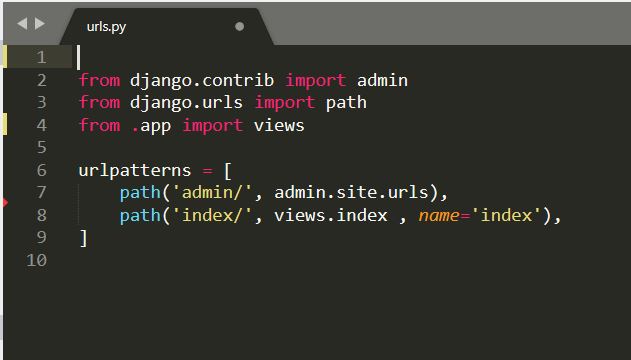 urls.py
1
2 from django.contrib import admin
3 from django.urls import path
4 from .app import views
5
6 urlpatterns = [
7     path('admin/', admin.site.urls),
8     path('index/', views.index , name='index'),
9 ]
10